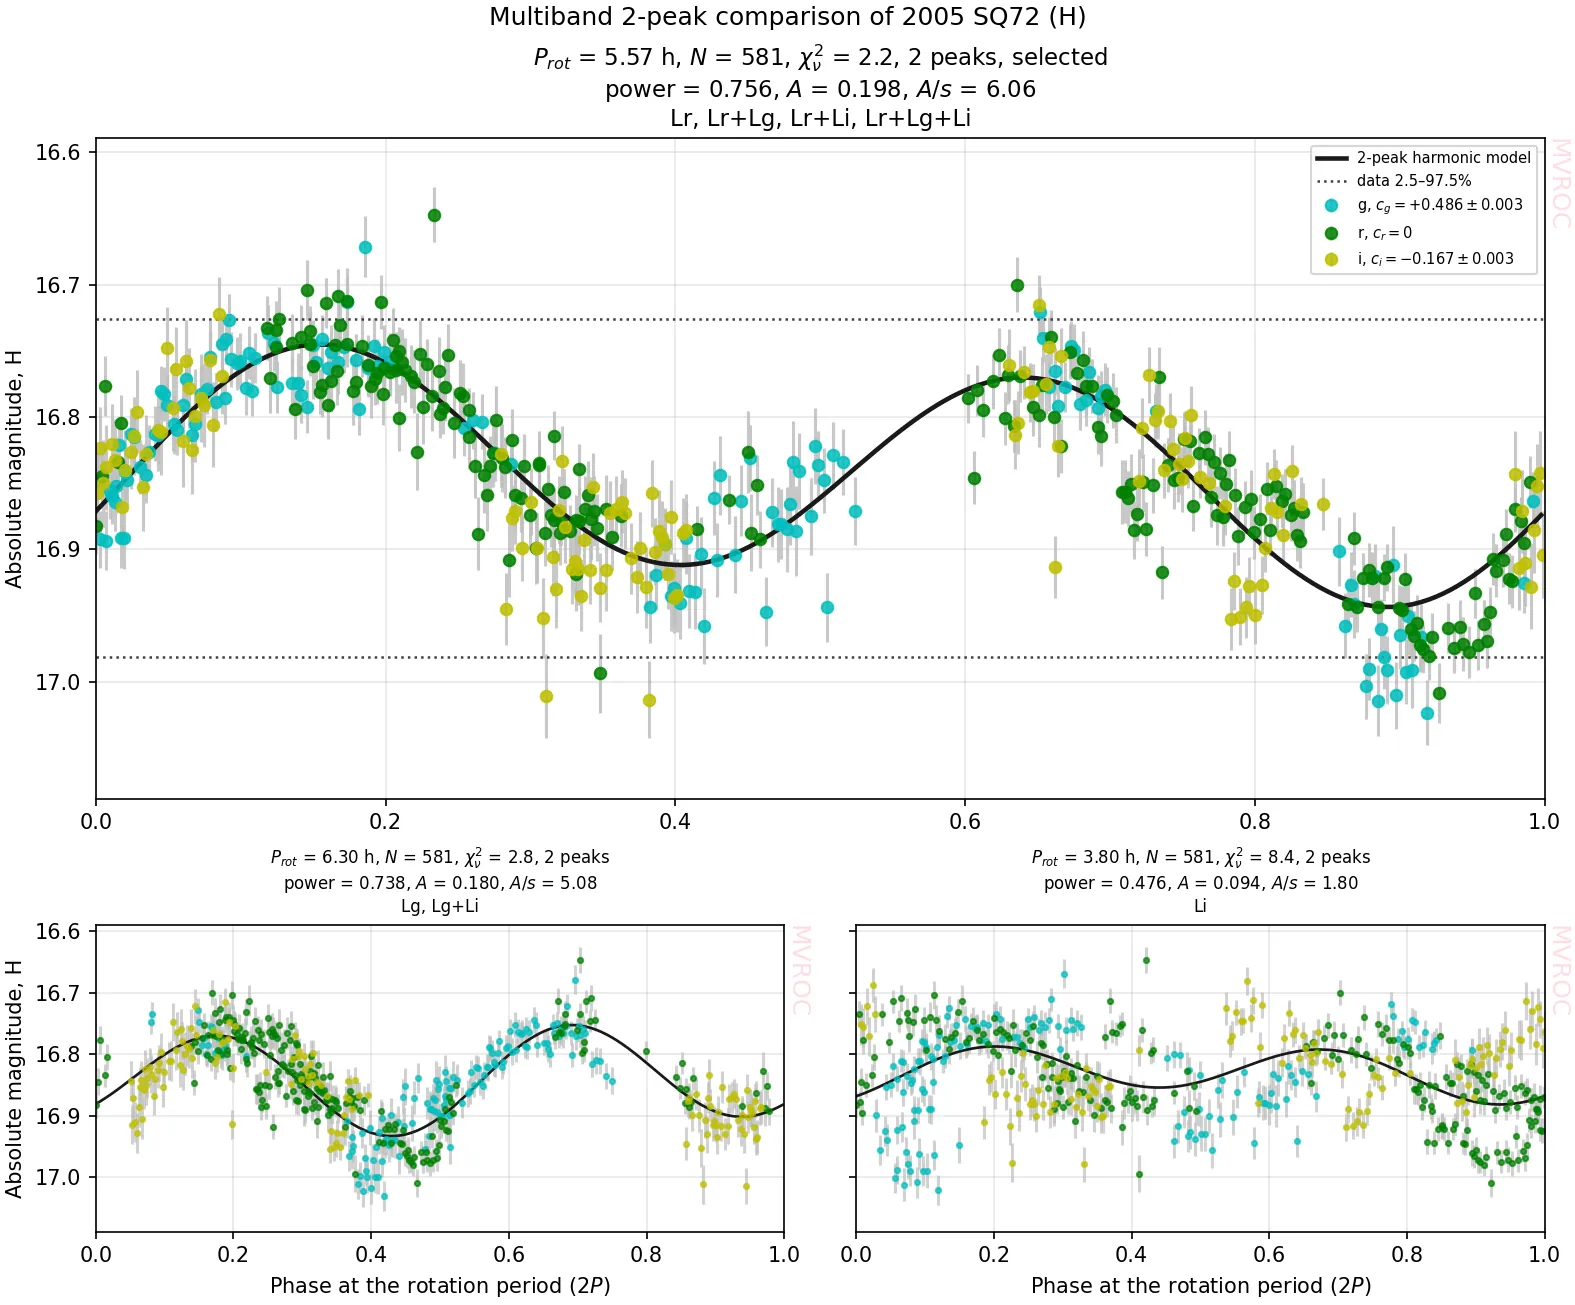 Multiband 2-peak comparison of 2005 SQ72 (H)
P_rot = 5.57 h, N = 581, χ²_ν = 2.2, 2 peaks, selected
power = 0.756, A = 0.198, A/s = 6.06
Lr, Lr+Lg, Lr+Li, Lr+Lg+Li
2-peak harmonic model
data 2.5–97.5%
g, c_g = +0.486 ± 0.003
r, c_r = 0
i, c_i = −0.167 ± 0.003
MVROC
Absolute magnitude, H
16.6
16.7
16.8
16.9
17.0
0.0 0.2 0.4 0.6 0.8 1.0
P_rot = 6.30 h, N = 581, χ²_ν = 2.8, 2 peaks
power = 0.738, A = 0.180, A/s = 5.08
Lg, Lg+Li
MVROC
Absolute magnitude, H
16.6
16.7
16.8
16.9
17.0
0.0 0.2 0.4 0.6 0.8 1.0
Phase at the rotation period (2P)
P_rot = 3.80 h, N = 581, χ²_ν = 8.4, 2 peaks
power = 0.476, A = 0.094, A/s = 1.80
Li
MVROC
0.0 0.2 0.4 0.6 0.8 1.0
Phase at the rotation period (2P)